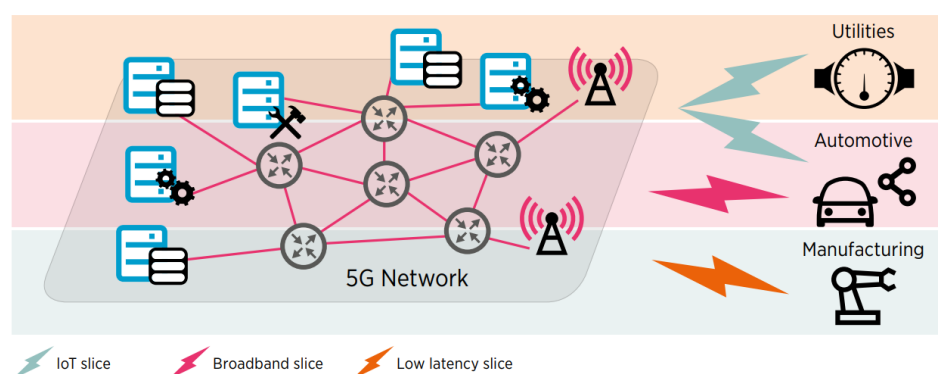 Utilities
Automotive
Manufacturing
5G Network
IoT slice
Broadband slice
Low latency slice